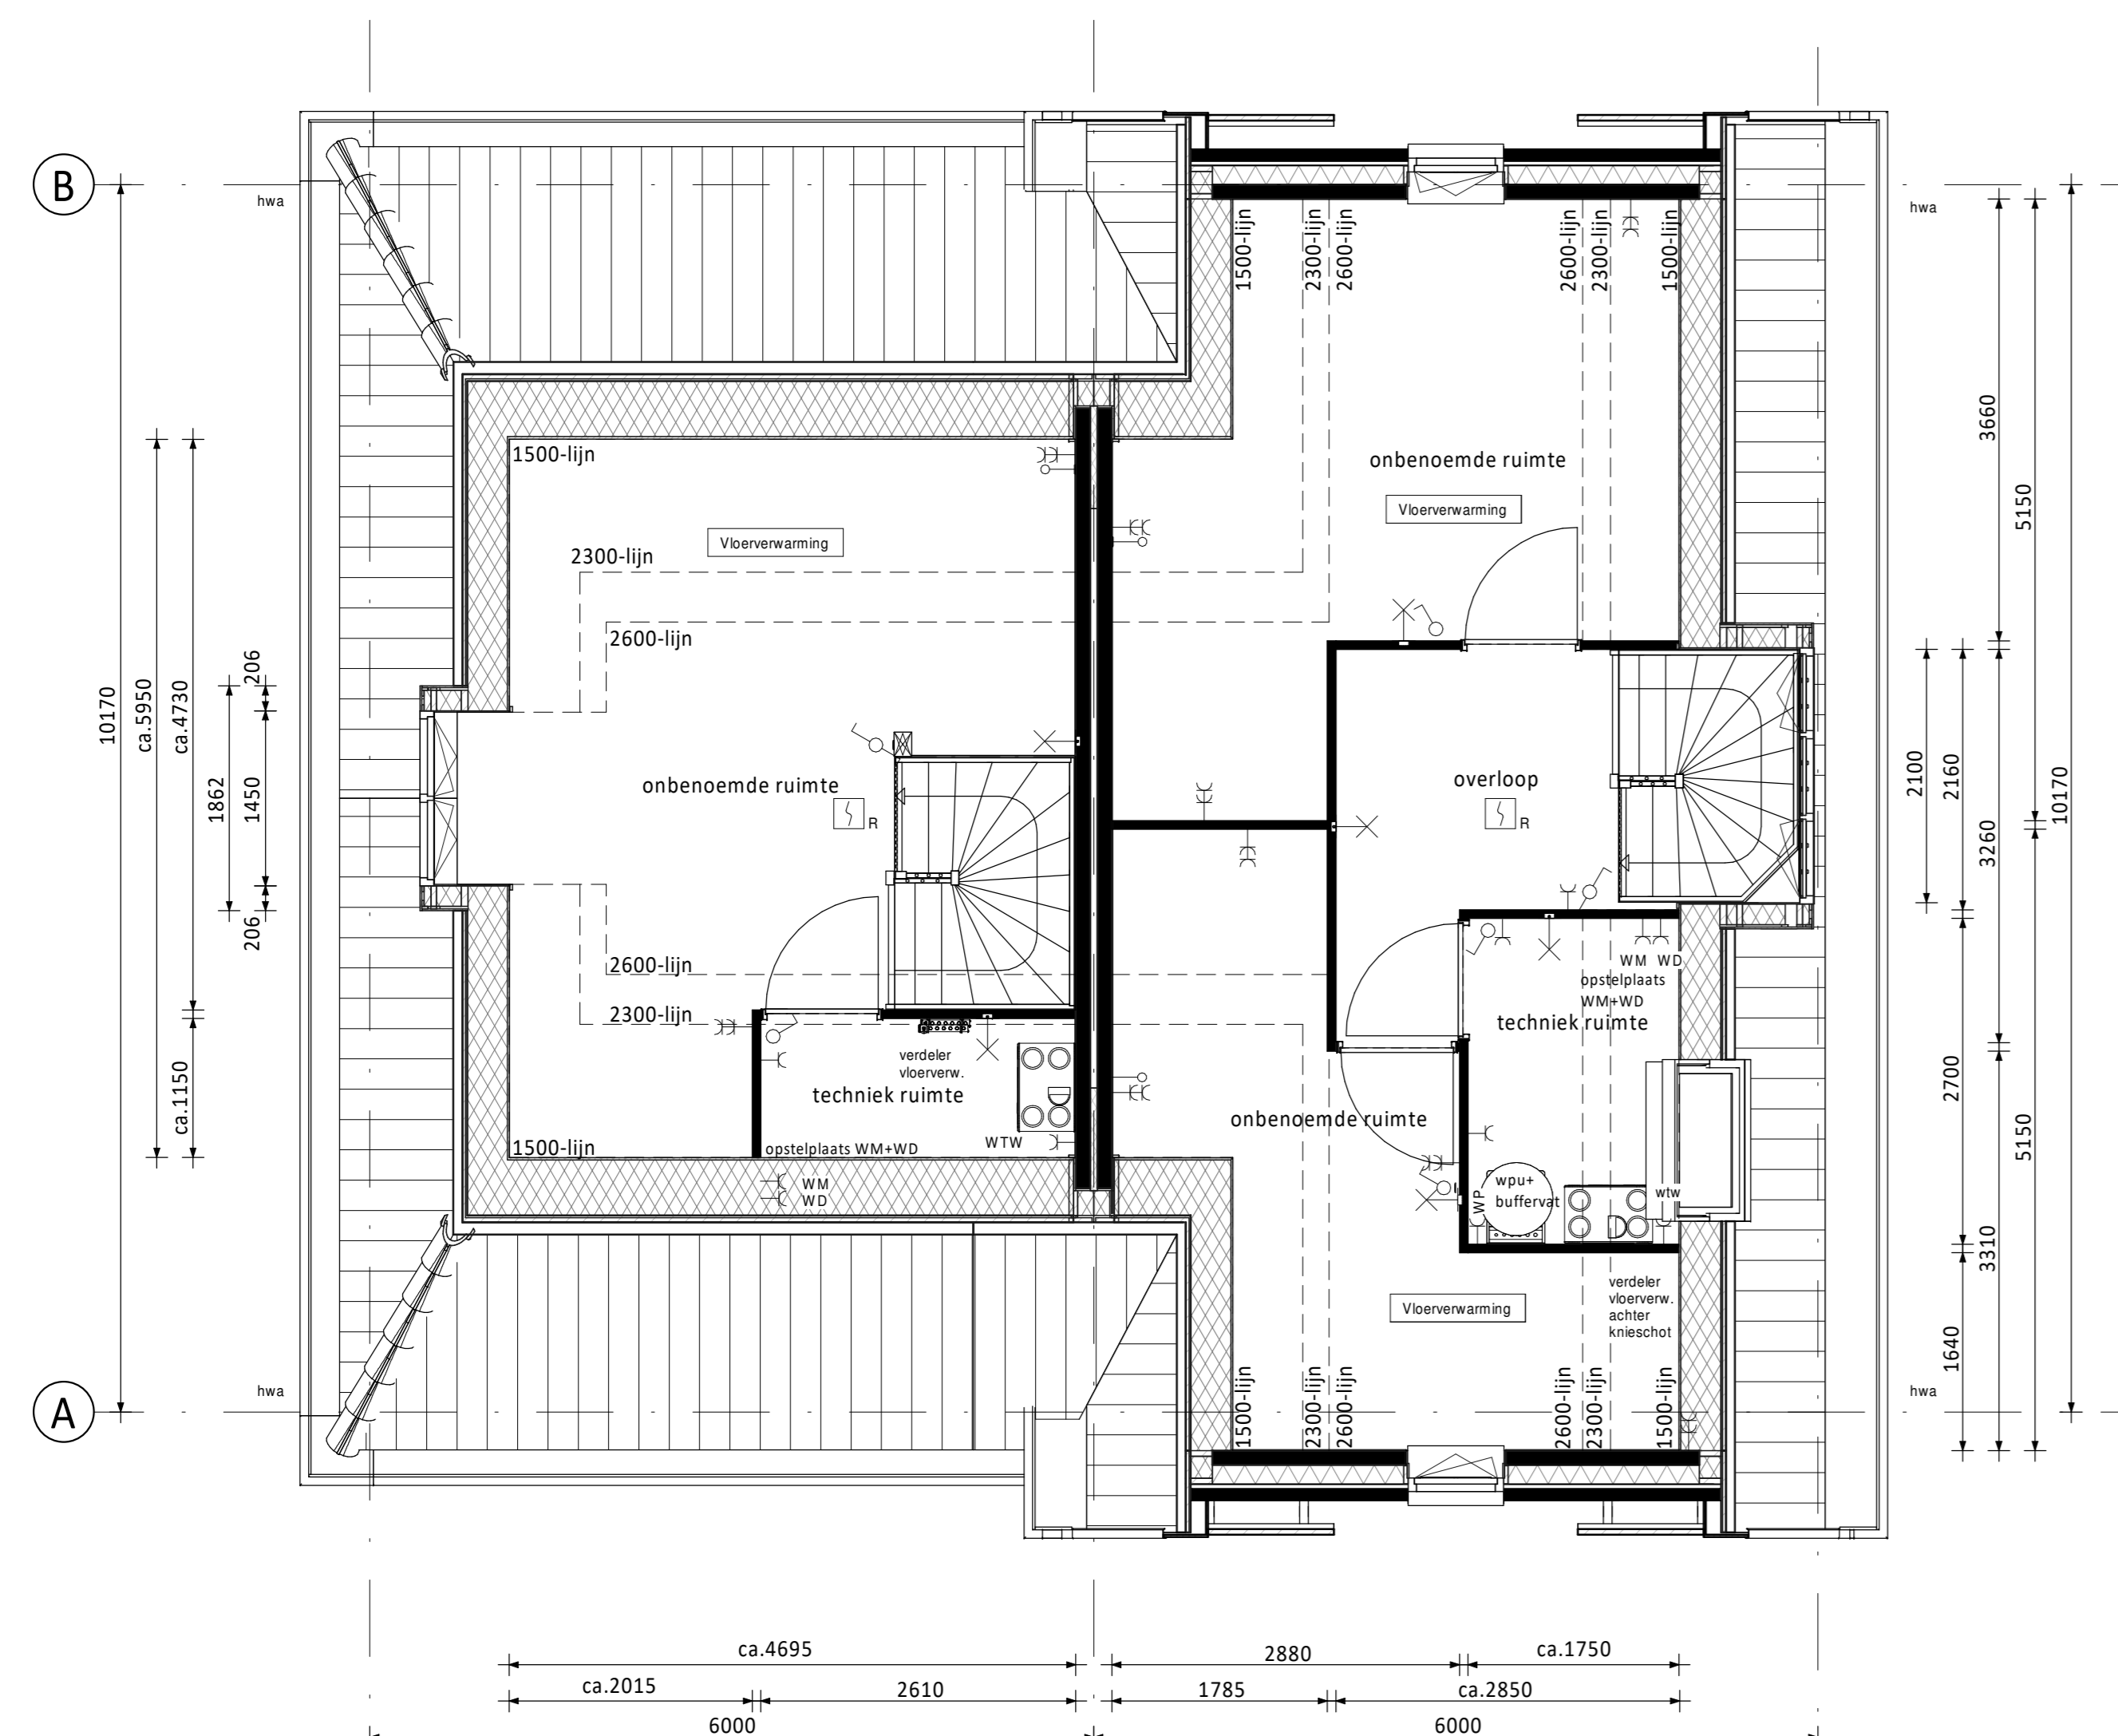 B
hwa
hwa
1500-lijn
2300-lijn
2600-lijn
2600-lijn
2300-lijn
1500-lijn
1500-lijn
onbenoemde ruimte
Vloerverwarming
Vloerverwarming
2300-lijn
2600-lijn
onbenoemde ruimte
R
overloop
R
2600-lijn
2300-lijn
1500-lijn
verdeler
vloerverw.
techniek ruimte
opstelplaats WM+WD
WTW
WM
WD
WM WD
opstelplaats
WM+WD
techniek ruimte
onbenoemde ruimte
WP
wpu+
buffervat
wtw
Vloerverwarming
verdeler
vloerverw.
achter
knieschot
1500-lijn
2300-lijn
2600-lijn
2600-lijn
2300-lijn
1500-lijn
A
hwa
hwa
10170
ca.5950
ca.4730
ca.1150
1862
206
1450
206
3660
5150
2100
2160
3260
10170
2700
5150
3310
1640
ca.4695
2880
ca.1750
ca.2015
2610
1785
ca.2850
6000
6000